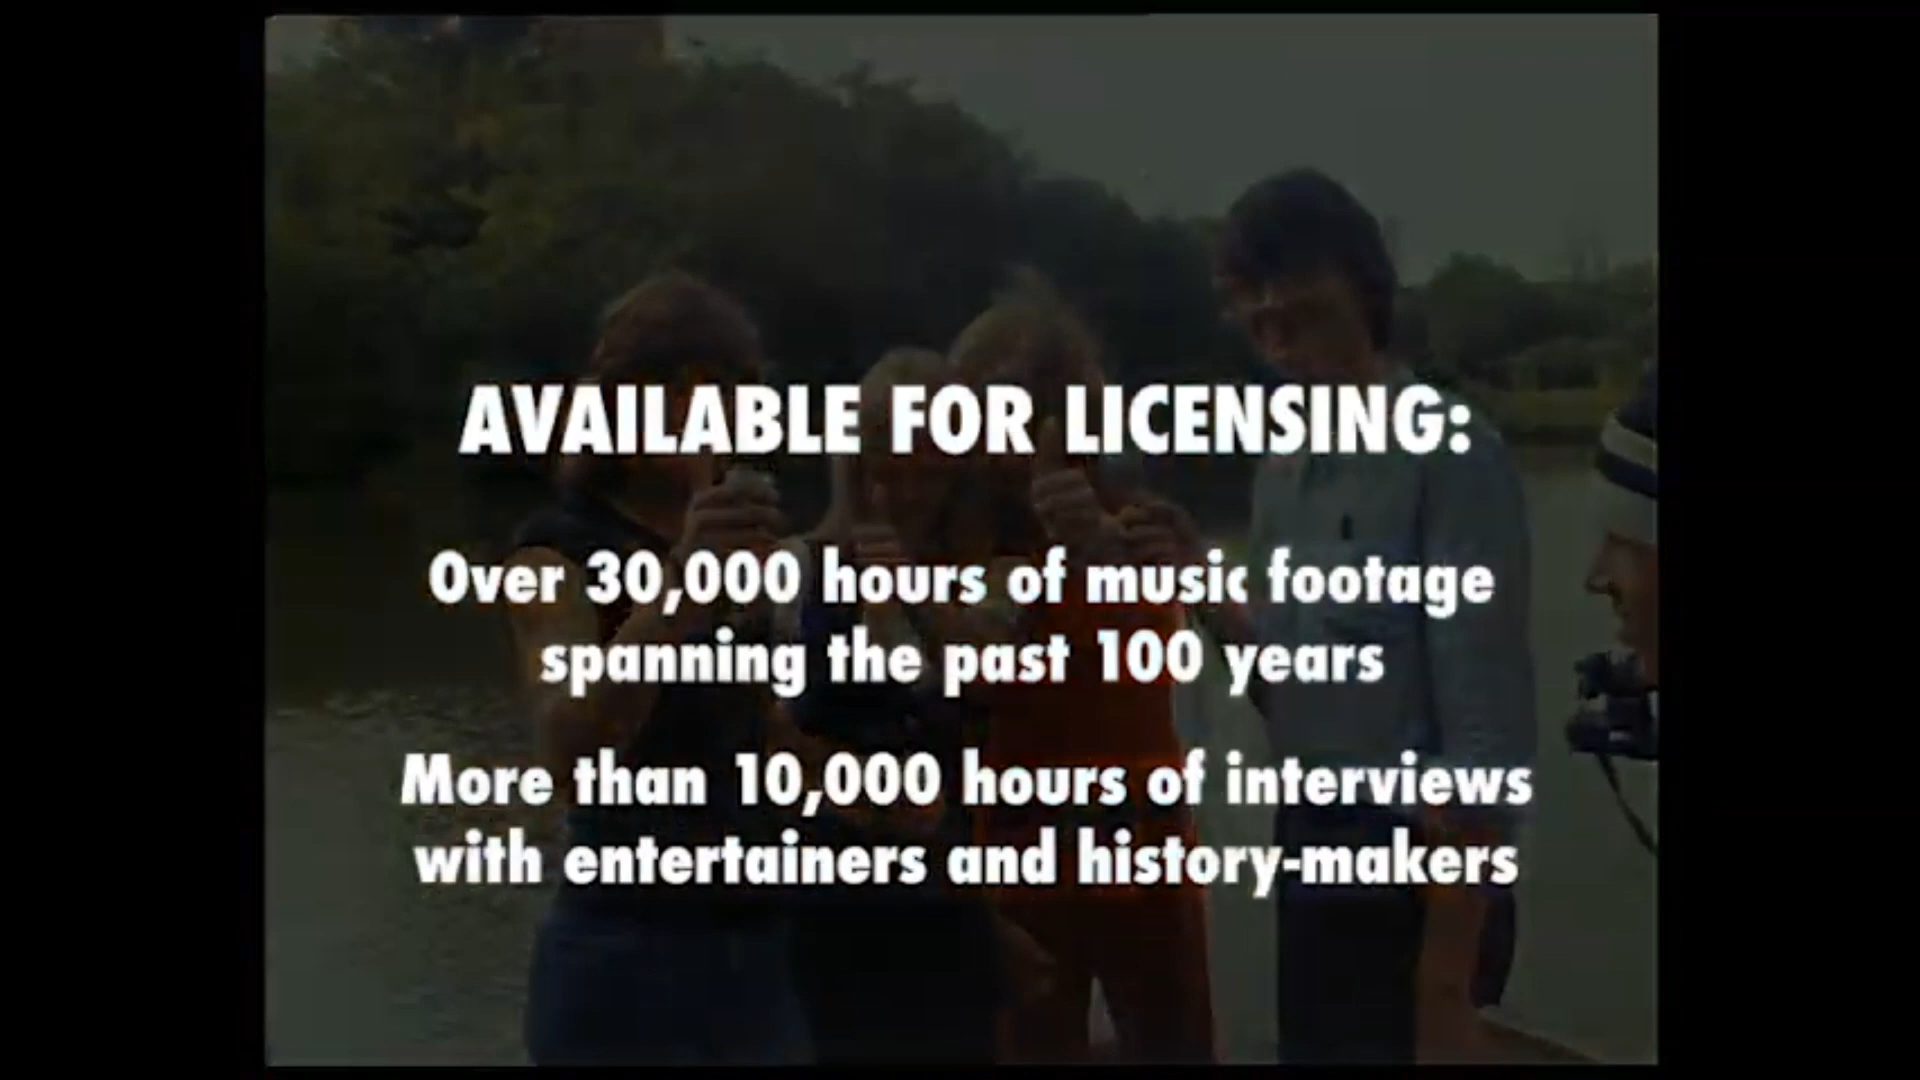 AVAILABLE FOR LICENSING:
Over 30,000 hours of music footage
spanning the past 100 years
More than 10,000 hours of interviews
with entertainers and history-makers